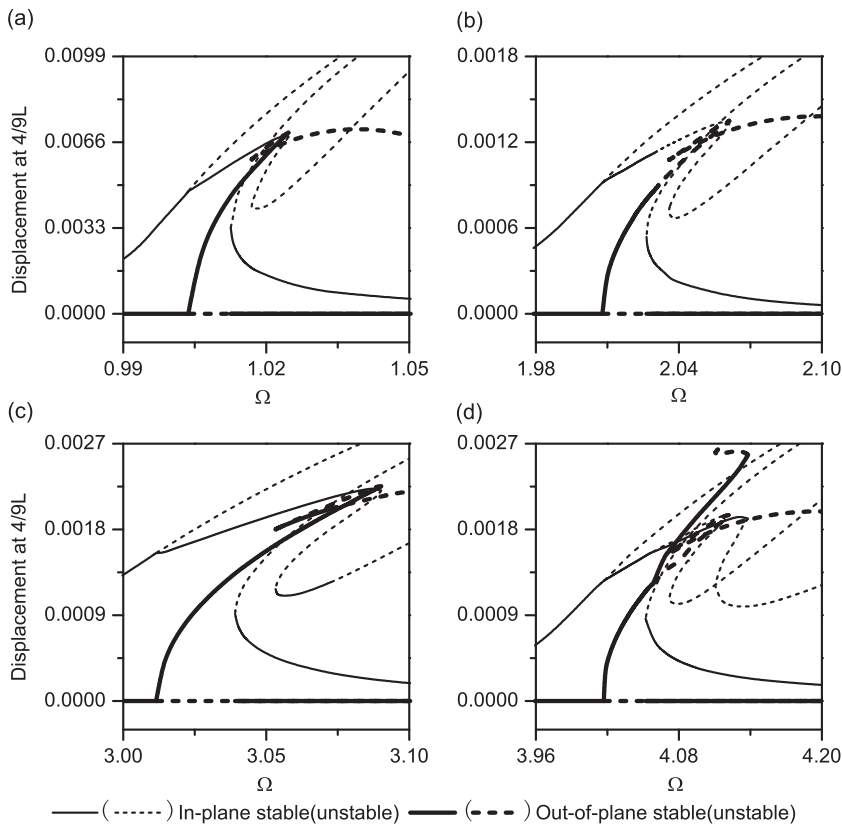 (a)
(b)
Displacement at 4/9L
0.0099
0.0066
0.0033
0.0000
0.99
1.02
1.05
Ω
0.0018
0.0012
0.0006
0.0000
1.98
2.04
2.10
Ω
(c)
(d)
Displacement at 4/9L
0.0027
0.0018
0.0009
0.0000
3.00
3.05
3.10
Ω
0.0027
0.0018
0.0009
0.0000
3.96
4.08
4.20
Ω
( ) In-plane stable(unstable) ( ) Out-of-plane stable(unstable)